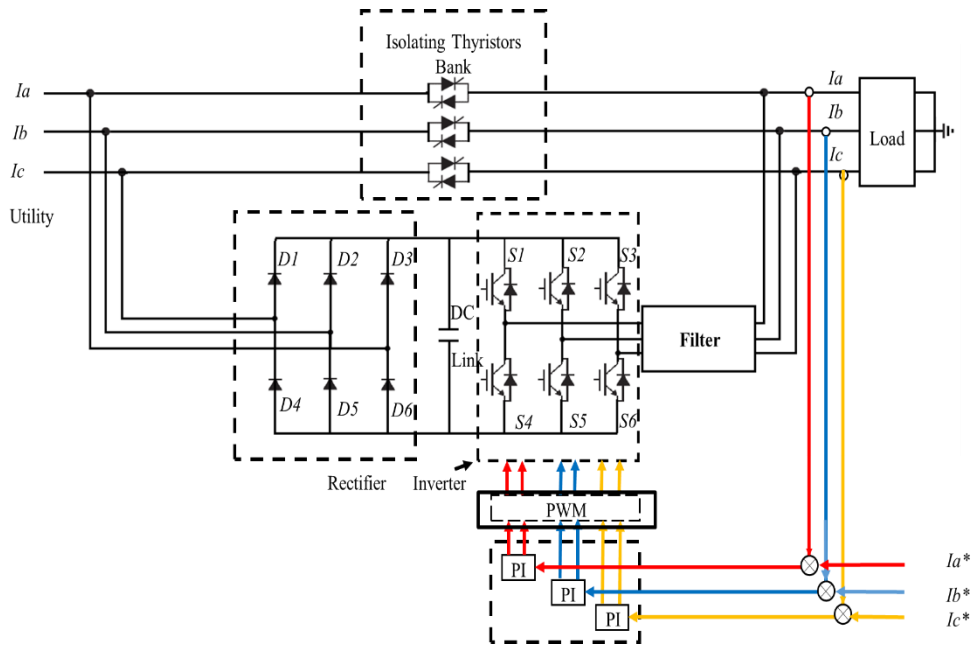 Isolating Thyristors
Bank
Ia
Ia
Ib
Ib
Ic
Ic
Load
Utility
D1
D2
D3
S1
S2
S3
DC
Link
Filter
D4
D5
D6
S4
S5
S6
Rectifier
Inverter
PWM
PI
Ia*
PI
Ib*
PI
Ic*